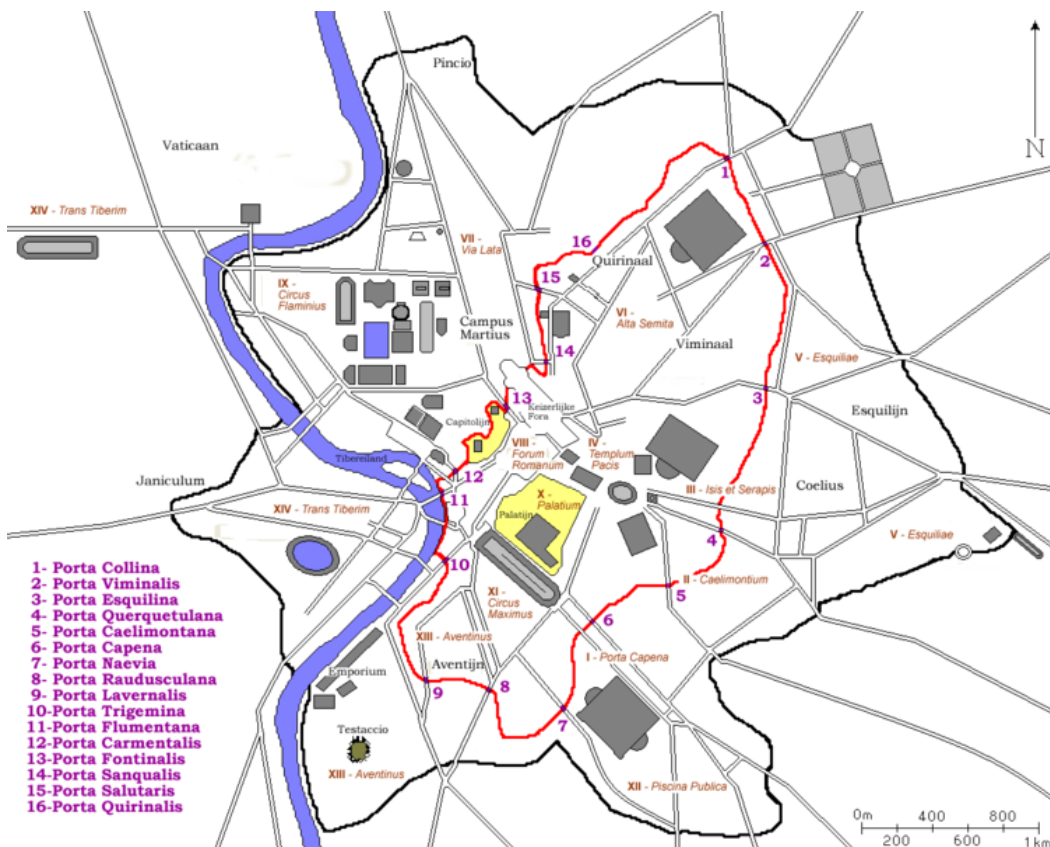 Pincio
N
Vaticaan
1
XIV - Trans Tiberim
VII -
Via Lata
16
2
Quirinaal
15
IX -
Circus
Flaminius
VI -
Alta Semita
Campus
Martius
Viminaal
14
V - Esquiliae
3
13
Keizerlijke
Fora
Esquilijn
Capitolijn
VIII -
Forum
Romanum
IV -
Templum
Pacis
Tibereiland
12
Janiculum
11
III - Isis et Serapis
Coelius
X -
Palatium
XIV - Trans Tiberim
Palatijn
4
V - Esquiliae
10
II - Caelimontium
5
XI -
Circus
Maximus
6
XIII - Aventinus
I - Porta Capena
Aventijn
Emporium
9
8
7
Testaccio
XIII - Aventinus
XII - Piscina Publica
1- Porta Collina
2- Porta Viminalis
3- Porta Esquilina
4- Porta Querquetulana
5- Porta Caelimontana
6- Porta Capena
7- Porta Naevia
8- Porta Raudusculana
9- Porta Lavernalis
10-Porta Trigemina
11-Porta Flumentana
12-Porta Carmentalis
13-Porta Fontinalis
14-Porta Sanqualis
15-Porta Salutaris
16-Porta Quirinalis
0m 400 800
200 600 1km